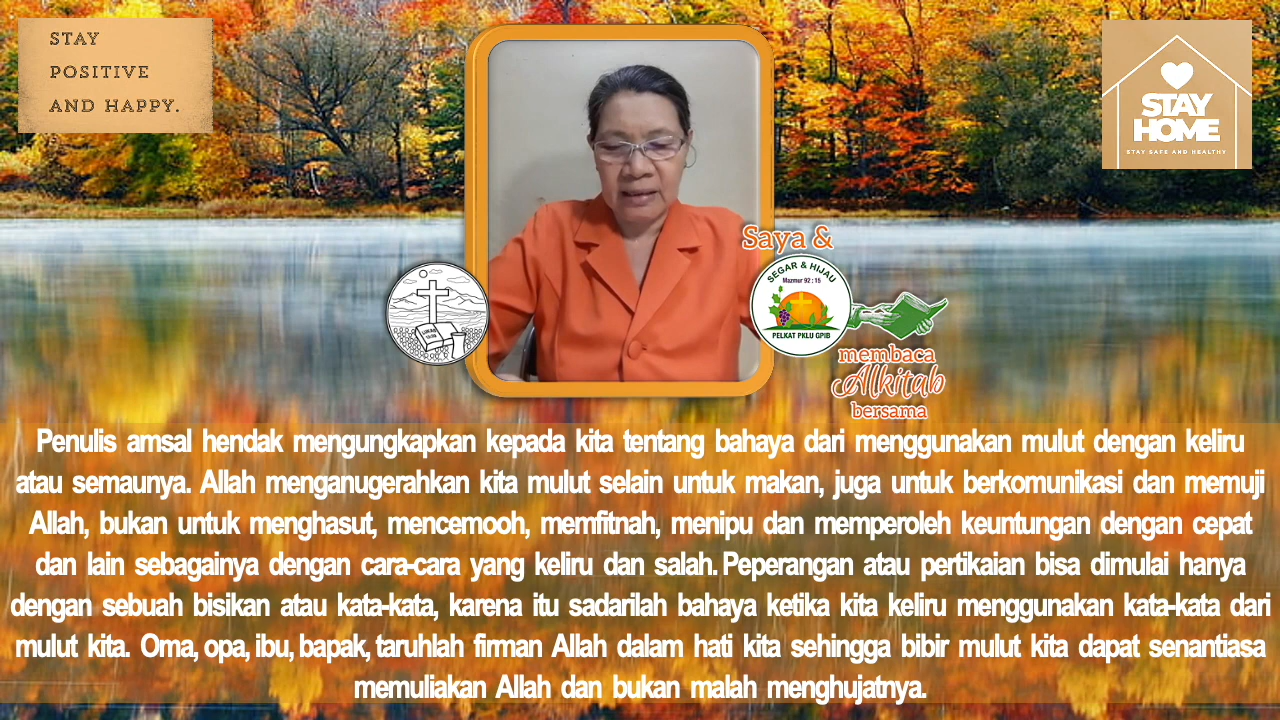 STAY
POSITIVE
AND HAPPY.
STAY
HOME
STAY SAFE AND HEALTHY
Saya &
SEGAR & HIJAU
Mazmur 92 : 15
PELKAT PKLU GPIB
membaca
Alkitab
bersama
Penulis amsal hendak mengungkapkan kepada kita tentang bahaya dari menggunakan mulut dengan keliru
atau semaunya. Allah menganugerahkan kita mulut selain untuk makan, juga untuk berkomunikasi dan memuji
Allah, bukan untuk menghasut, mencemooh, memfitnah, menipu dan memperoleh keuntungan dengan cepat
dan lain sebagainya dengan cara-cara yang keliru dan salah. Peperangan atau pertikaian bisa dimulai hanya
dengan sebuah bisikan atau kata-kata, karena itu sadarilah bahaya ketika kita keliru menggunakan kata-kata dari
mulut kita. Oma, opa, ibu, bapak, taruhlah firman Allah dalam hati kita sehingga bibir mulut kita dapat senantiasa
memuliakan Allah dan bukan malah menghujatnya.